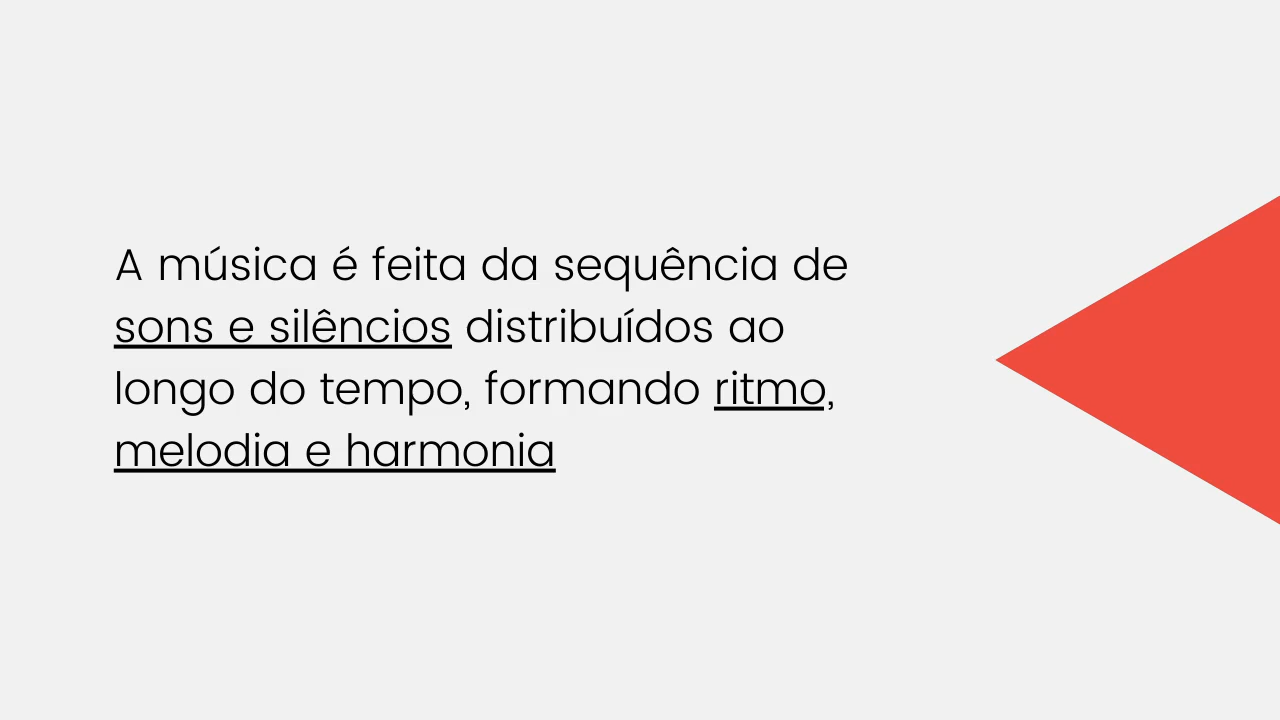 A música é feita da sequência de
sons e silêncios distribuídos ao
longo do tempo, formando ritmo,
melodia e harmonia